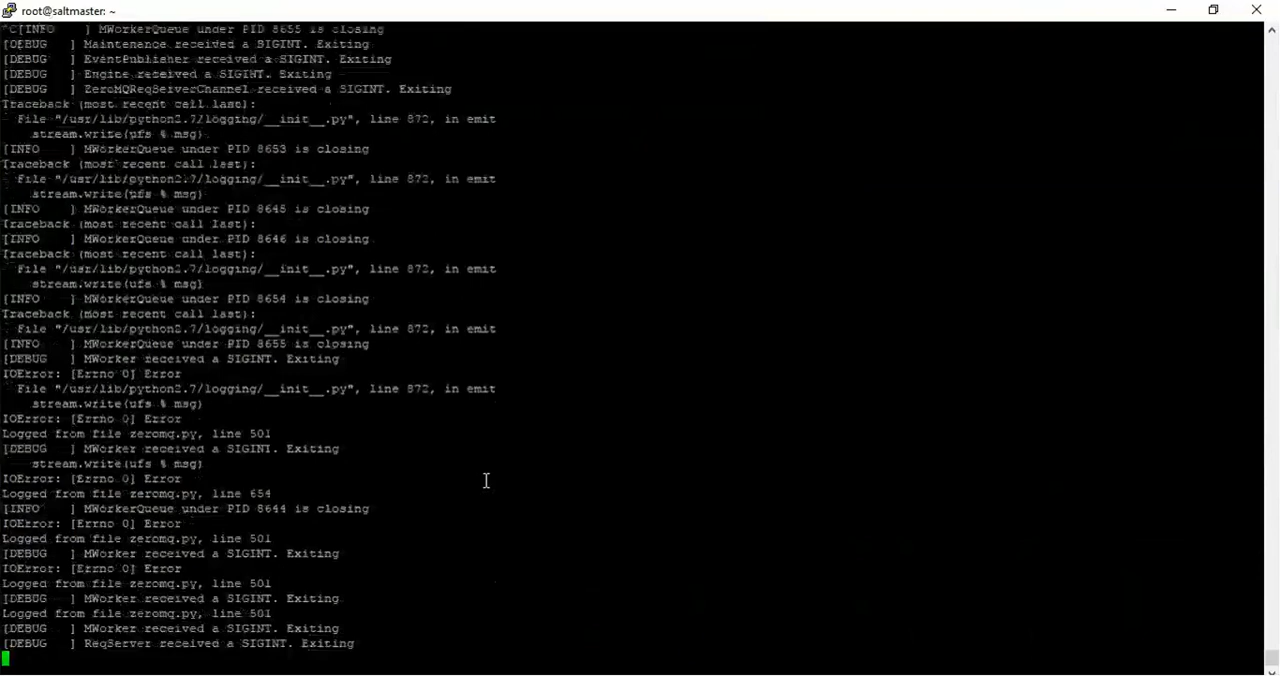 root@saltmaster: ~
^C[INFO    ] MWorkerQueue under PID 8655 is closing
[DEBUG   ] Maintenance received a SIGINT. Exiting
[DEBUG   ] EventPublisher received a SIGINT. Exiting
[DEBUG   ] Engine received a SIGINT. Exiting
[DEBUG   ] ZeroMQReqServerChannel received a SIGINT. Exiting
Traceback (most recent call last):
  File "/usr/lib/python2.7/logging/__init__.py", line 872, in emit
    stream.write(ufs % msg)
[INFO    ] MWorkerQueue under PID 8653 is closing
Traceback (most recent call last):
  File "/usr/lib/python2.7/logging/__init__.py", line 872, in emit
    stream.write(ufs % msg)
[INFO    ] MWorkerQueue under PID 8645 is closing
Traceback (most recent call last):
[INFO    ] MWorkerQueue under PID 8646 is closing
Traceback (most recent call last):
  File "/usr/lib/python2.7/logging/__init__.py", line 872, in emit
    stream.write(ufs % msg)
[INFO    ] MWorkerQueue under PID 8654 is closing
Traceback (most recent call last):
  File "/usr/lib/python2.7/logging/__init__.py", line 872, in emit
[INFO    ] MWorkerQueue under PID 8655 is closing
[DEBUG   ] MWorker received a SIGINT. Exiting
IOError: [Errno 0] Error
  File "/usr/lib/python2.7/logging/__init__.py", line 872, in emit
    stream.write(ufs % msg)
IOError: [Errno 0] Error
Logged from file zeromq.py, line 501
[DEBUG   ] MWorker received a SIGINT. Exiting
    stream.write(ufs % msg)
IOError: [Errno 0] Error
Logged from file zeromq.py, line 654
[INFO    ] MWorkerQueue under PID 8644 is closing
IOError: [Errno 0] Error
Logged from file zeromq.py, line 501
[DEBUG   ] MWorker received a SIGINT. Exiting
IOError: [Errno 0] Error
Logged from file zeromq.py, line 501
[DEBUG   ] MWorker received a SIGINT. Exiting
Logged from file zeromq.py, line 501
[DEBUG   ] MWorker received a SIGINT. Exiting
[DEBUG   ] ReqServer received a SIGINT. Exiting